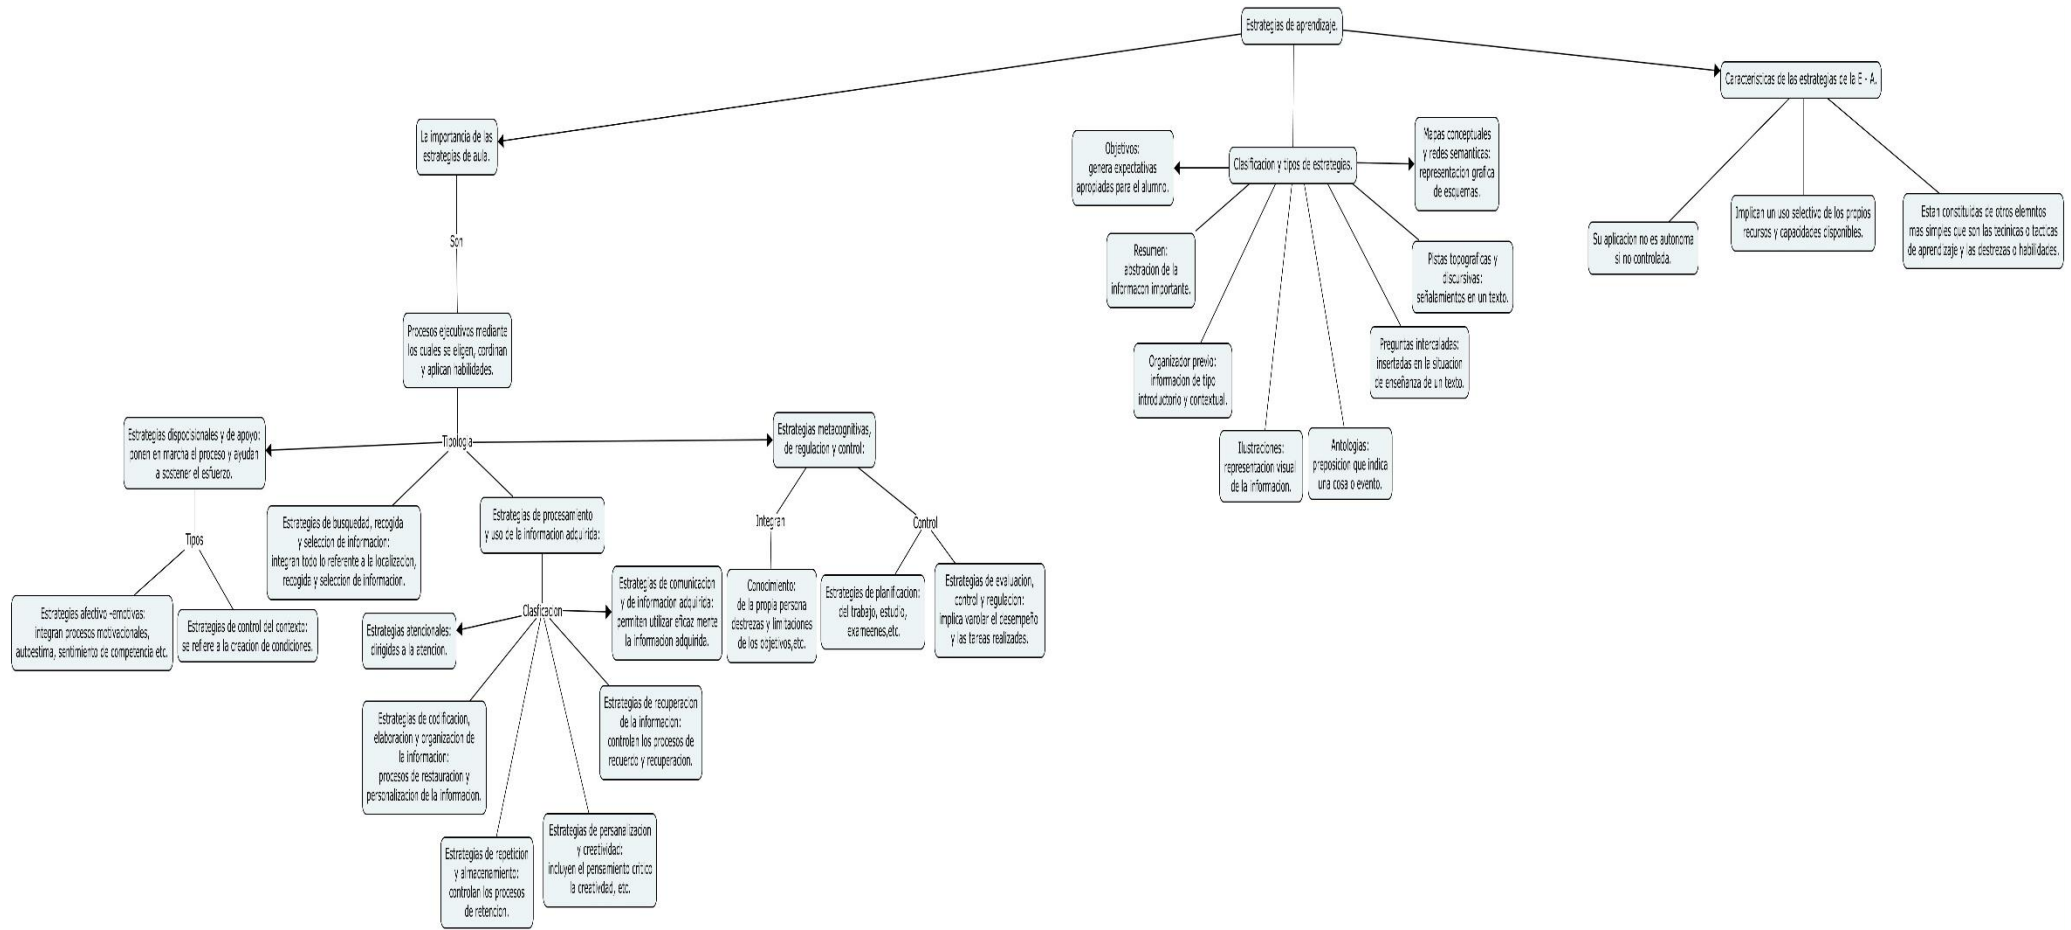 Estrategias de aprendizaje.
Caracteristicas de las estrategias de la E - A.
La importancia de las
estrategias de aula.
Objetivos:
genera expectativas
apropiadas para el alumno.
Clasificacion y tipos de estrategias.
Mapas conceptuales
y redes semanticas:
representacion grafica
de esquemas.
Son
Resumen:
abstracion de la
informacon importante.
Pistas topograficas y
discursivas:
señalamientos en un texto.
Su aplicacion no es autonoma
si no controlada.
Implican un uso selectivo de los propios
recursos y capacidades disponibles.
Estan constituidas de otros elemntos
mas simples que son las tecinicas o tacticas
de aprendizaje y las destrezas o habilidades.
Procesos ejecutivos mediante
los cuales se eligen, cordinan
y aplican habilidades.
Organizador previo:
informacion de tipo
introductorio y contextual.
Preguntas intercaladas:
insertadas en la situacion
de enseñanza de un texto.
Ilustraciones:
representacion visual
de la informacion.
Antologias:
preposicion que indica
una cosa o evento.
Tipologia
Estrategias dispocisionales y de apoyo:
ponen en marcha el proceso y ayudan
a sostener el esfuerzo.
Estrategias metacognitivas,
de regulacion y control:
Estrategias de busquedad, recogida
y seleccion de informacion:
integran todo lo referente a la localizacion,
recogida y seleccion de informacion.
Estrategias de procesamiento
y uso de la informacion adquirida:
Tipos
Integran
Control
Estrategias afectivo -emotivas:
integran procesos motivacionales,
autoestima, sentimiento de competencia etc.
Estrategias de control del contexto:
se refiere a la creacion de condiciones.
Clasficacion
Estrategias atencionales:
dirigidas a la atencion.
Estrategias de comunicacion
y de informacion adquirida:
permiten utilizar eficaz mente
la informacion adquirida.
Conocimiento:
de la propia persona
destrezas y limitaciones
de los objetivos,etc.
Estrategias de planificacion:
del trabajo, estudio,
exameenes,etc.
Estrategias de evaluacion,
control y regulacion:
implica varolar el desempeño
y las tareas realizadas.
Estrategias de codificacion,
elaboracion y organizacion de
la informacion:
procesos de restauracion y
personalizacion de la informacion.
Estrategias de recuperacion
de la informacion:
controlan los procesos de
recuerdo y recuperacion.
Estrategias de repeticion
y almacenamiento:
controlan los procesos
de retencion.
Estrategias de persanalizacion
y creatividad:
incluyen el pensamiento critico
la creatividad, etc.